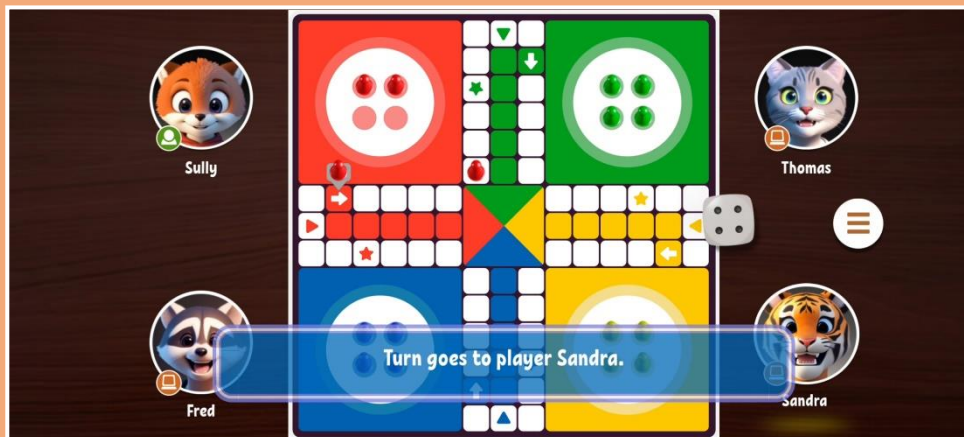 Sully
Thomas
Turn goes to player Sandra.
Fred
Sandra